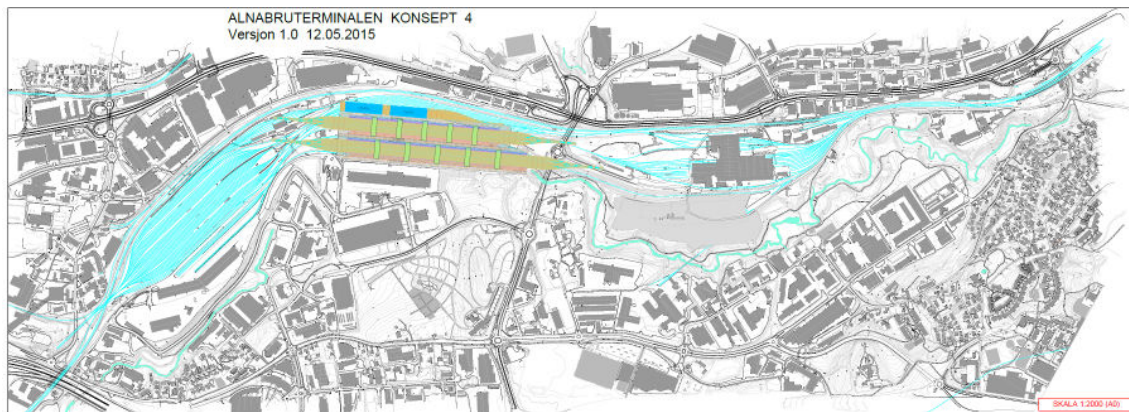 ALNABRUTERMINALEN KONSEPT 4
Versjon 1.0 12.05.2015
SKALA 1:2000 (A0)